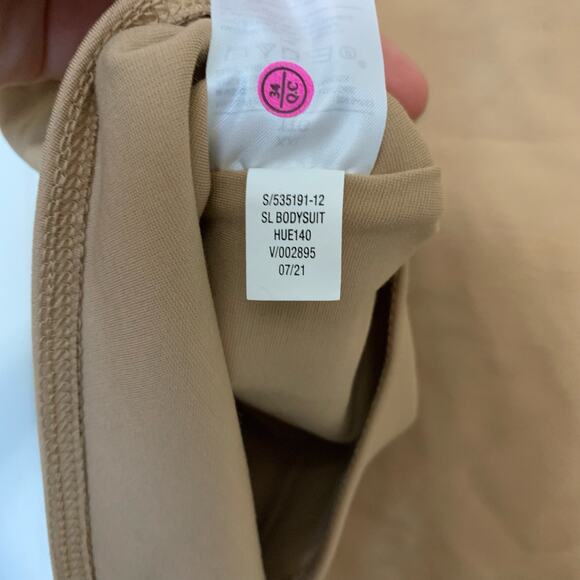 34
Q.C
S/535191-12
SL BODYSUIT
HUE140
V/002895
07/21